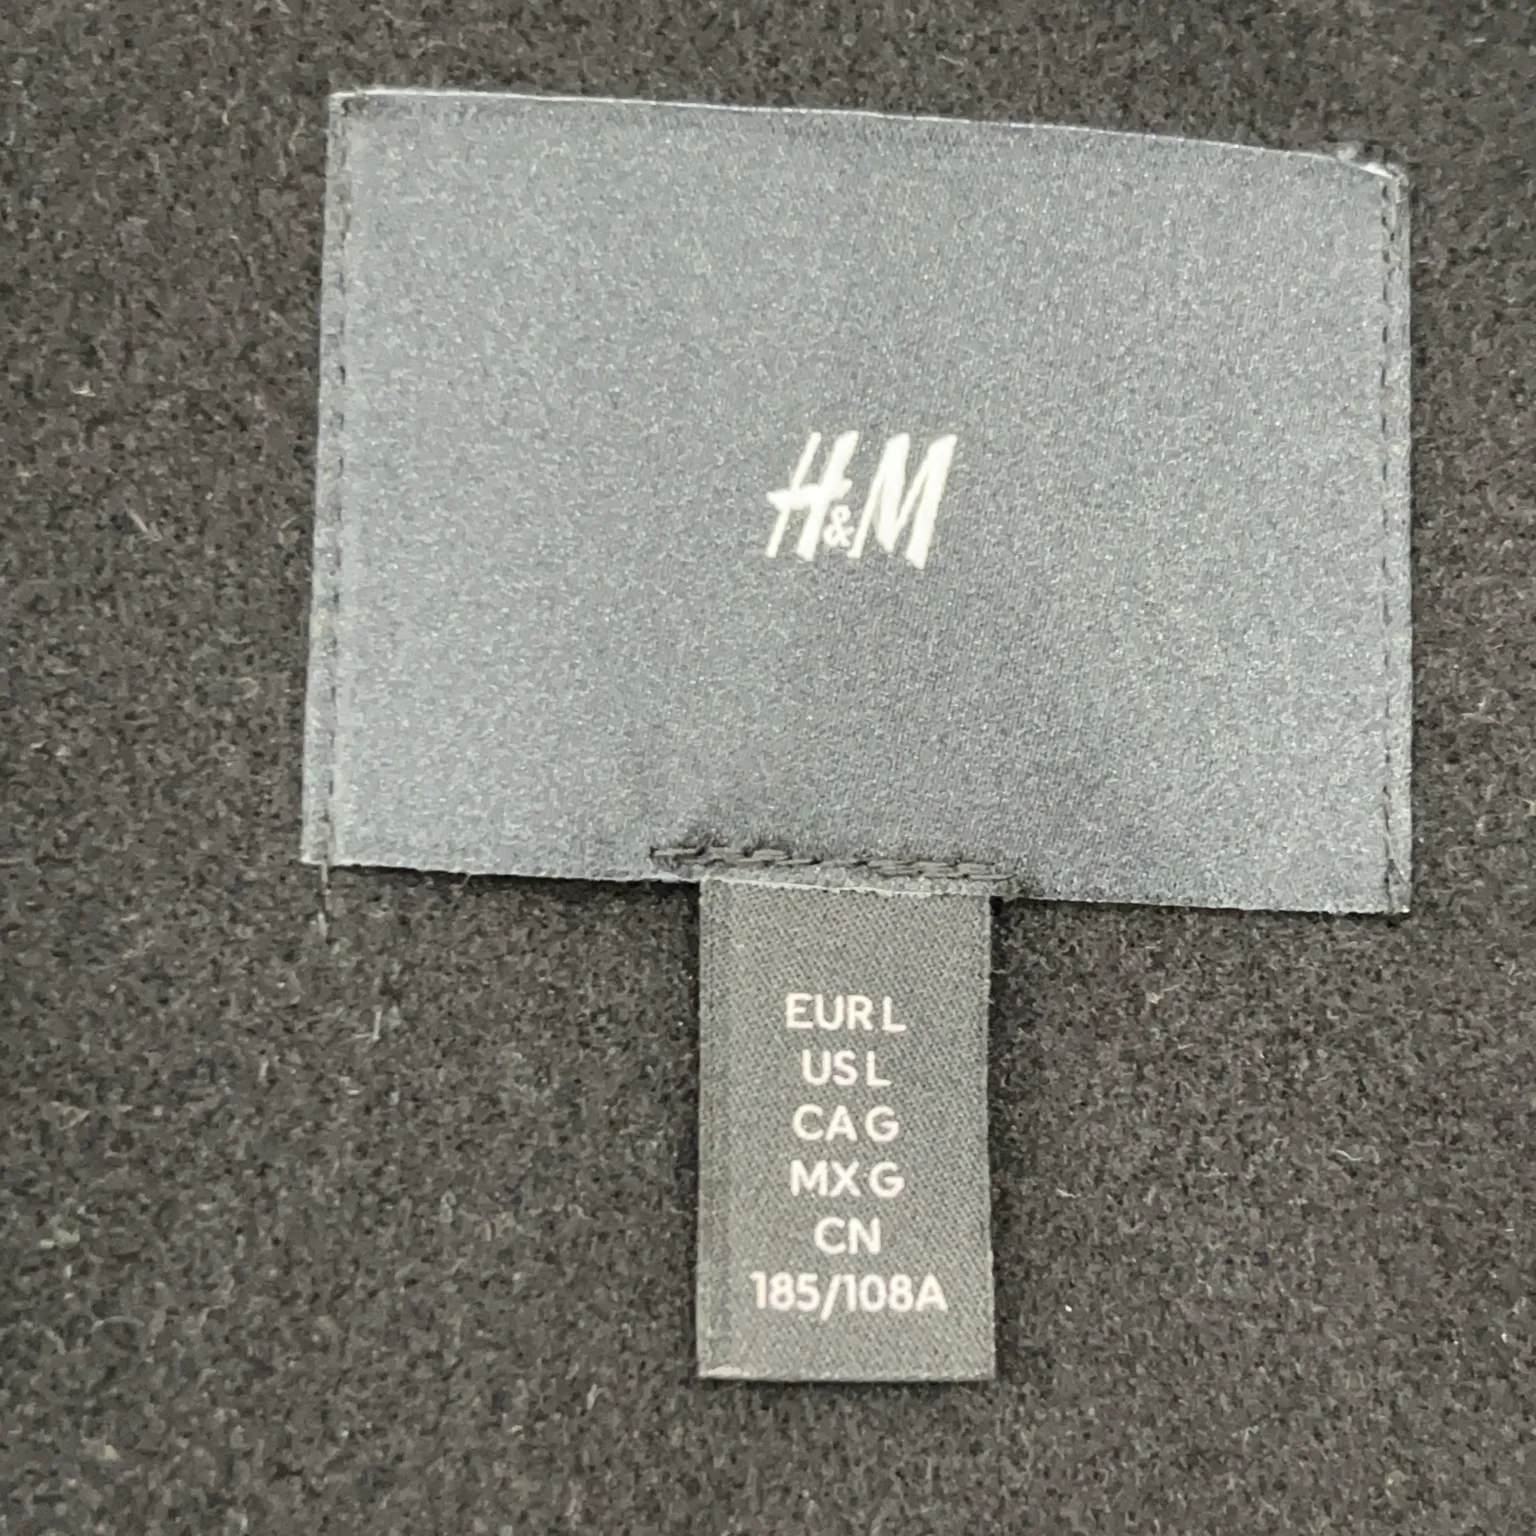 H&M
EUR L
US L
CA G
MX G
CN
185/108A